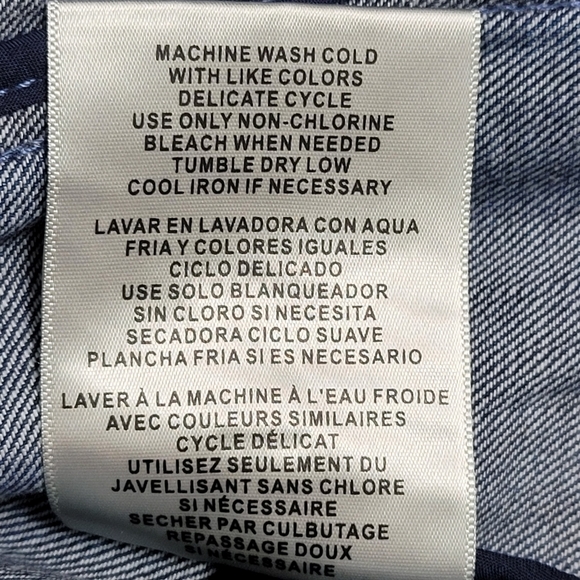 MACHINE WASH COLD
WITH LIKE COLORS
DELICATE CYCLE
USE ONLY NON-CHLORINE
BLEACH WHEN NEEDED
TUMBLE DRY LOW
COOL IRON IF NECESSARY
LAVAR EN LAVADORA CON AQUA
FRIA Y COLORES IGUALES
CICLO DELICADO
USE SOLO BLANQUEADOR
SIN CLORO SI NECESITA
SECADORA CICLO SUAVE
PLANCHA FRIA SI ES NECESARIO
LAVER À LA MACHINE À L'EAU FROIDE
AVEC COULEURS SIMILAIRES
CYCLE DÉLICAT
UTILISEZ SEULEMENT DU
JAVELLISANT SANS CHLORE
SI NÉCESSAIRE
SECHER PAR CULBUTAGE
REPASSAGE DOUX
SI NÉCESSAIRE